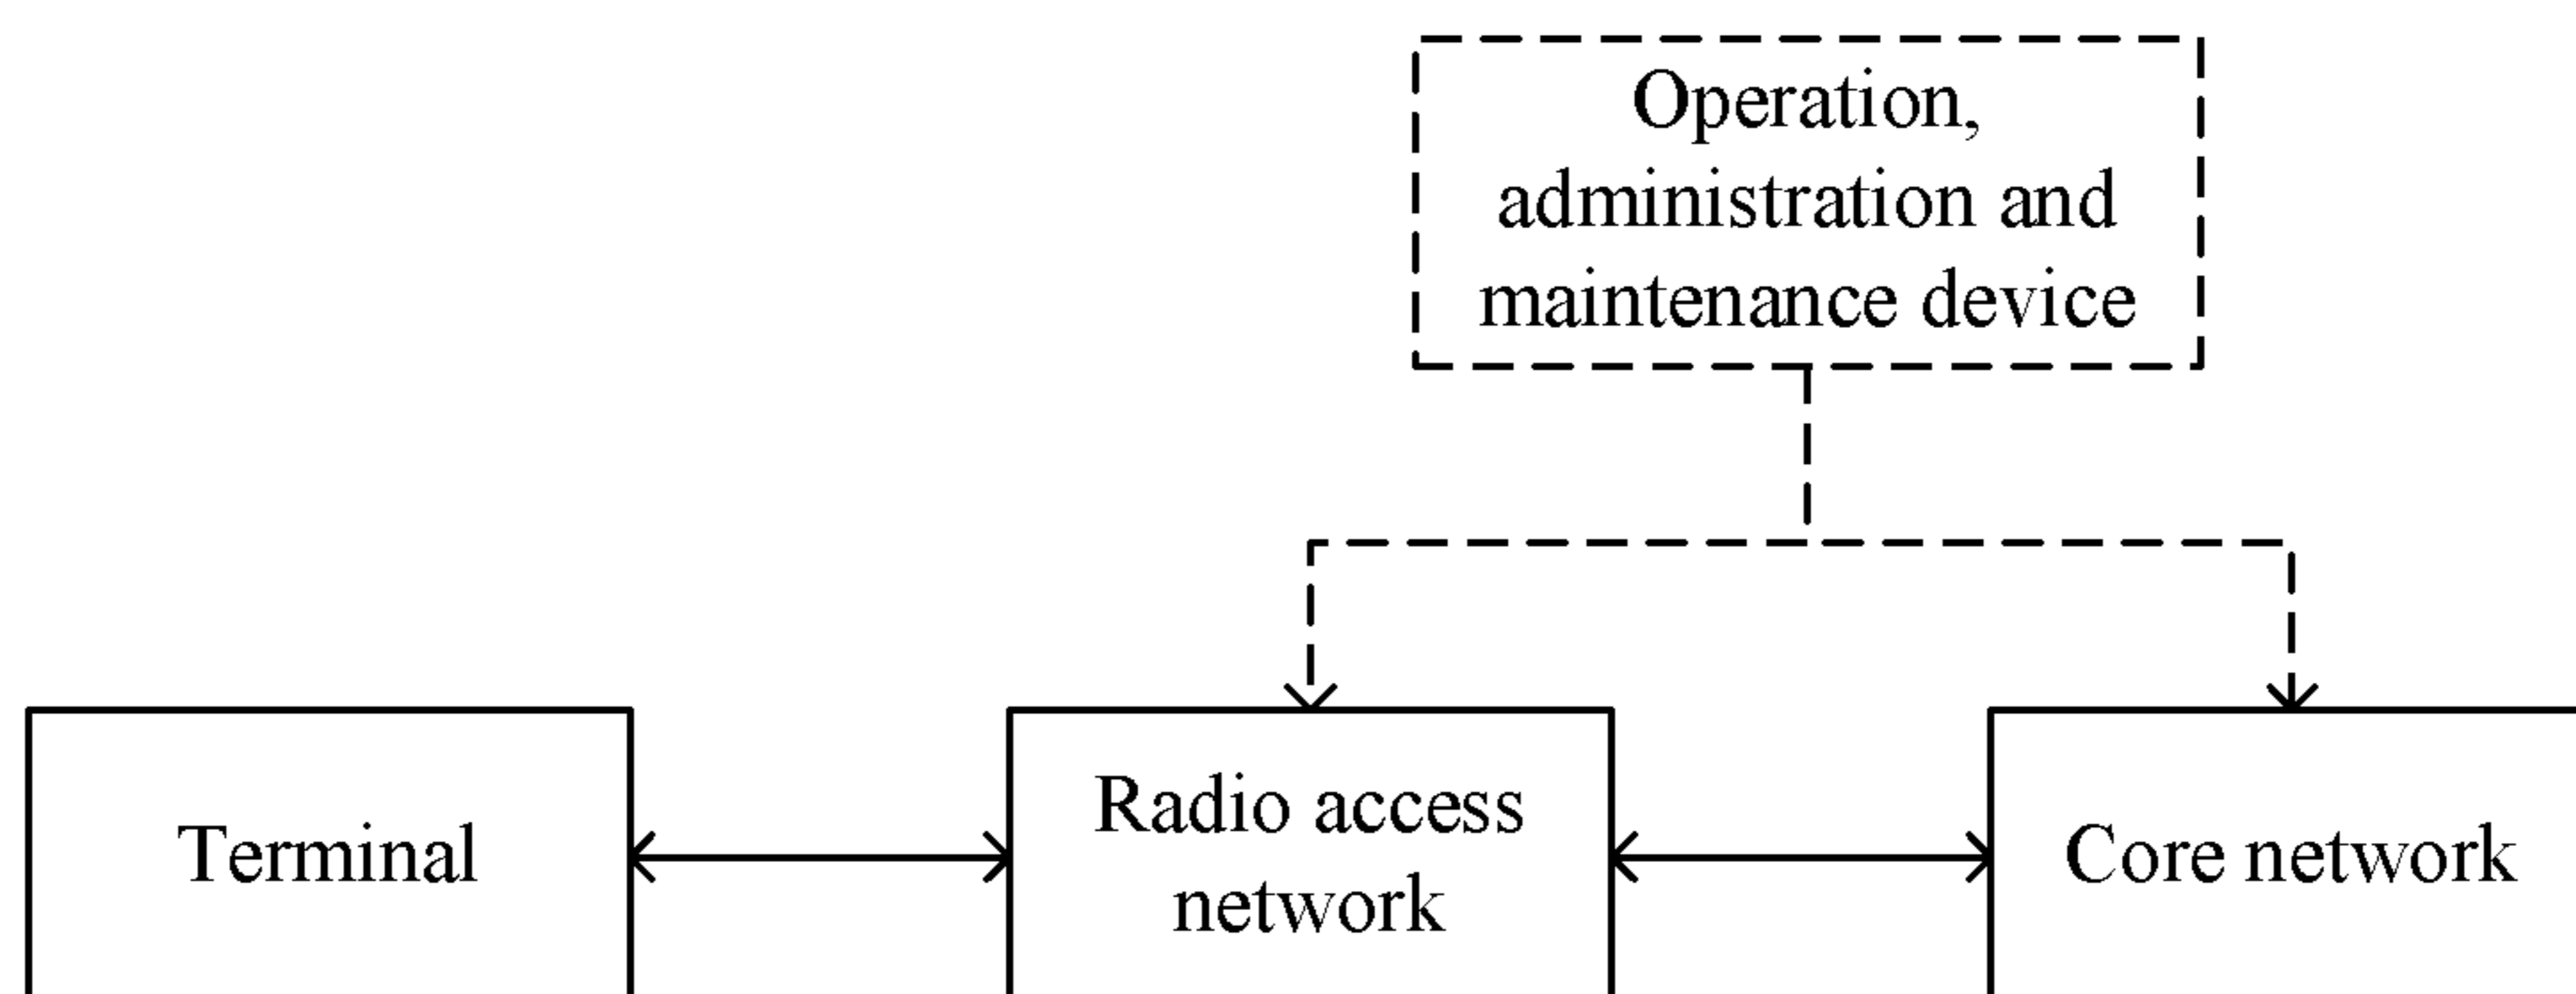 Operation,
administration and
maintenance device
Terminal
Radio access
network
Core network